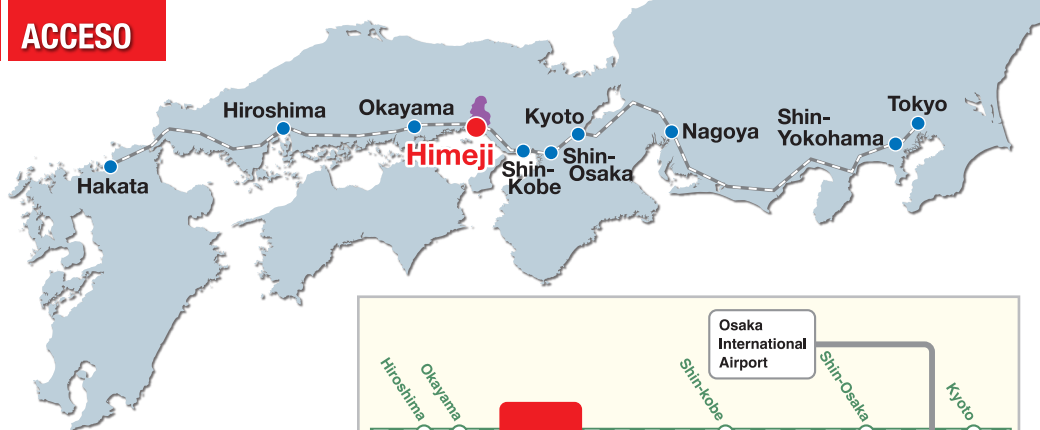 ACCESO
Tokyo
Hiroshima
Okayama
Kyoto
Shin-
Yokohama
Nagoya
Himeji
Shin-
Osaka
Shin-
Kobe
Hakata
Osaka
International
Airport
Hiroshima
Okayama
Shin-kobe
Shin-Osaka
Kyoto